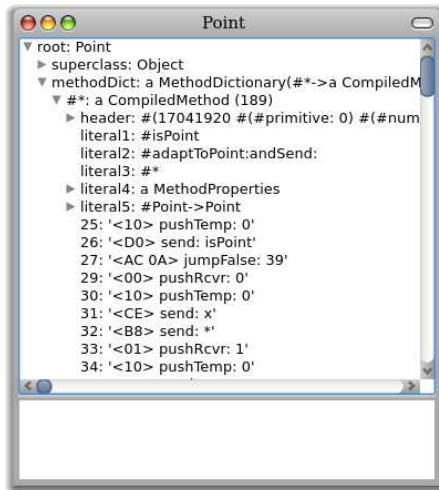 Point
root: Point
superclass: Object
methodDict: a MethodDictionary(#*->a CompiledM
#*: a CompiledMethod (189)
header: #(17041920 #(#primitive: 0) #(#num
literal1: #isPoint
literal2: #adaptToPoint:andSend:
literal3: #*
literal4: a MethodProperties
literal5: #Point->Point
25: '<10> pushTemp: 0'
26: '<D0> send: isPoint'
27: '<AC 0A> jumpFalse: 39'
29: '<00> pushRcvr: 0'
30: '<10> pushTemp: 0'
31: '<CE> send: x'
32: '<B8> send: *'
33: '<01> pushRcvr: 1'
34: '<10> pushTemp: 0'